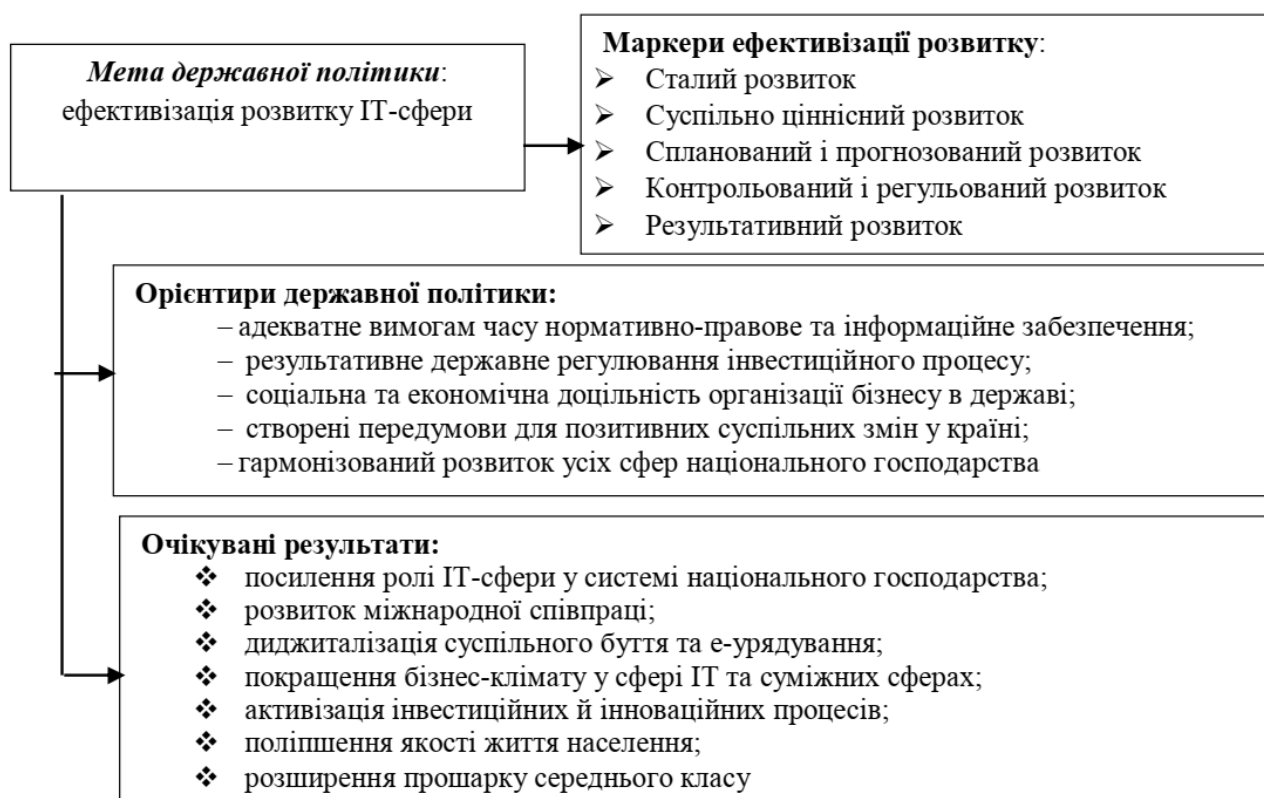 Мета державної політики:
ефективізація розвитку ІТ-сфери
Маркери ефективізації розвитку:
➢ Сталий розвиток
➢ Суспільно ціннісний розвиток
➢ Спланований і прогнозований розвиток
➢ Контрольований і регульований розвиток
➢ Результативний розвиток
Орієнтири державної політики:
– адекватне вимогам часу нормативно-правове та інформаційне забезпечення;
– результативне державне регулювання інвестиційного процесу;
– соціальна та економічна доцільність організації бізнесу в державі;
– створені передумови для позитивних суспільних змін у країні;
– гармонізований розвиток усіх сфер національного господарства
Очікувані результати:
❖ посилення ролі ІТ-сфери у системі національного господарства;
❖ розвиток міжнародної співпраці;
❖ диджиталізація суспільного буття та е-урядування;
❖ покращення бізнес-клімату у сфері ІТ та суміжних сферах;
❖ активізація інвестиційних й інноваційних процесів;
❖ поліпшення якості життя населення;
❖ розширення прошарку середнього класу